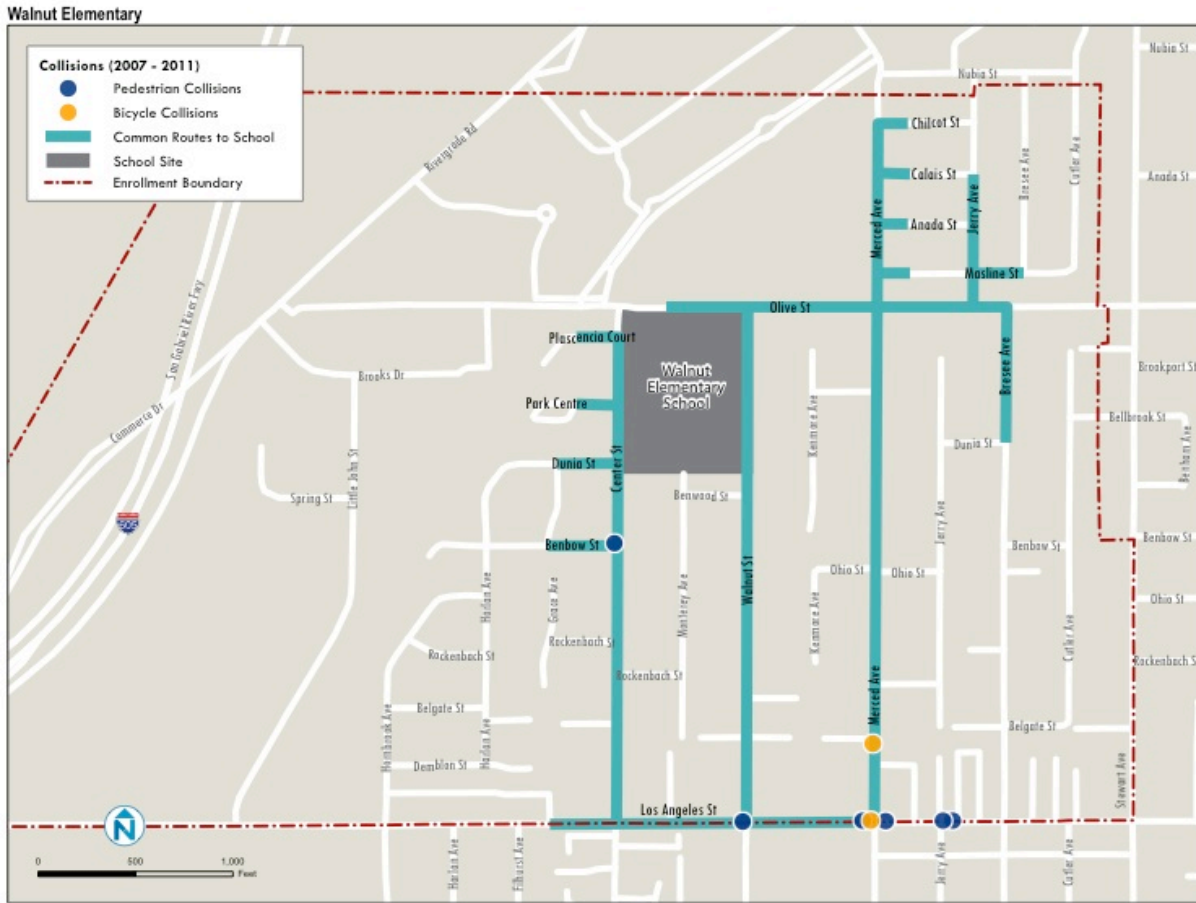 Walnut Elementary
Collisions (2007 - 2011)
Pedestrian Collisions
Bicycle Collisions
Common Routes to School
School Site
Enrollment Boundary
Nubia St
Nubia St
Rivergrade Rd
Chilcot St
Bresee Ave
Cutler Ave
Calais St
Anada St
Merced Ave
Jerry Ave
Anada St
Masline St
San Gabriel River Fwy
Olive St
Plascencia Court
Walnut
Elementary
School
Brooks Dr
Bresee Ave
Brookport St
Commerce Dr
Park Centre
Kenmore Ave
Bellbrook St
Benham Ave
Center St
Dunia St
Dunia St
Little John St
Spring St
Benwood St
605
Jerry Ave
Benbow St
Benbow St
Benbow St
Walnut St
Ohio St
Ohio St
Ohio St
Harlan Ave
Grace Ave
Monterey Ave
Kenmore Ave
Cutler Ave
Rockenbach St
Rockenbach St
Rockenbach St
Rockenbach St
Merced Ave
Belgate St
Belgate St
Hornbrook Ave
Harlan Ave
Demblon St
Stewart Ave
Los Angeles St
N
0 500 1,000
Feet
Harlan Ave
Filhurst Ave
Jerry Ave
Cutler Ave